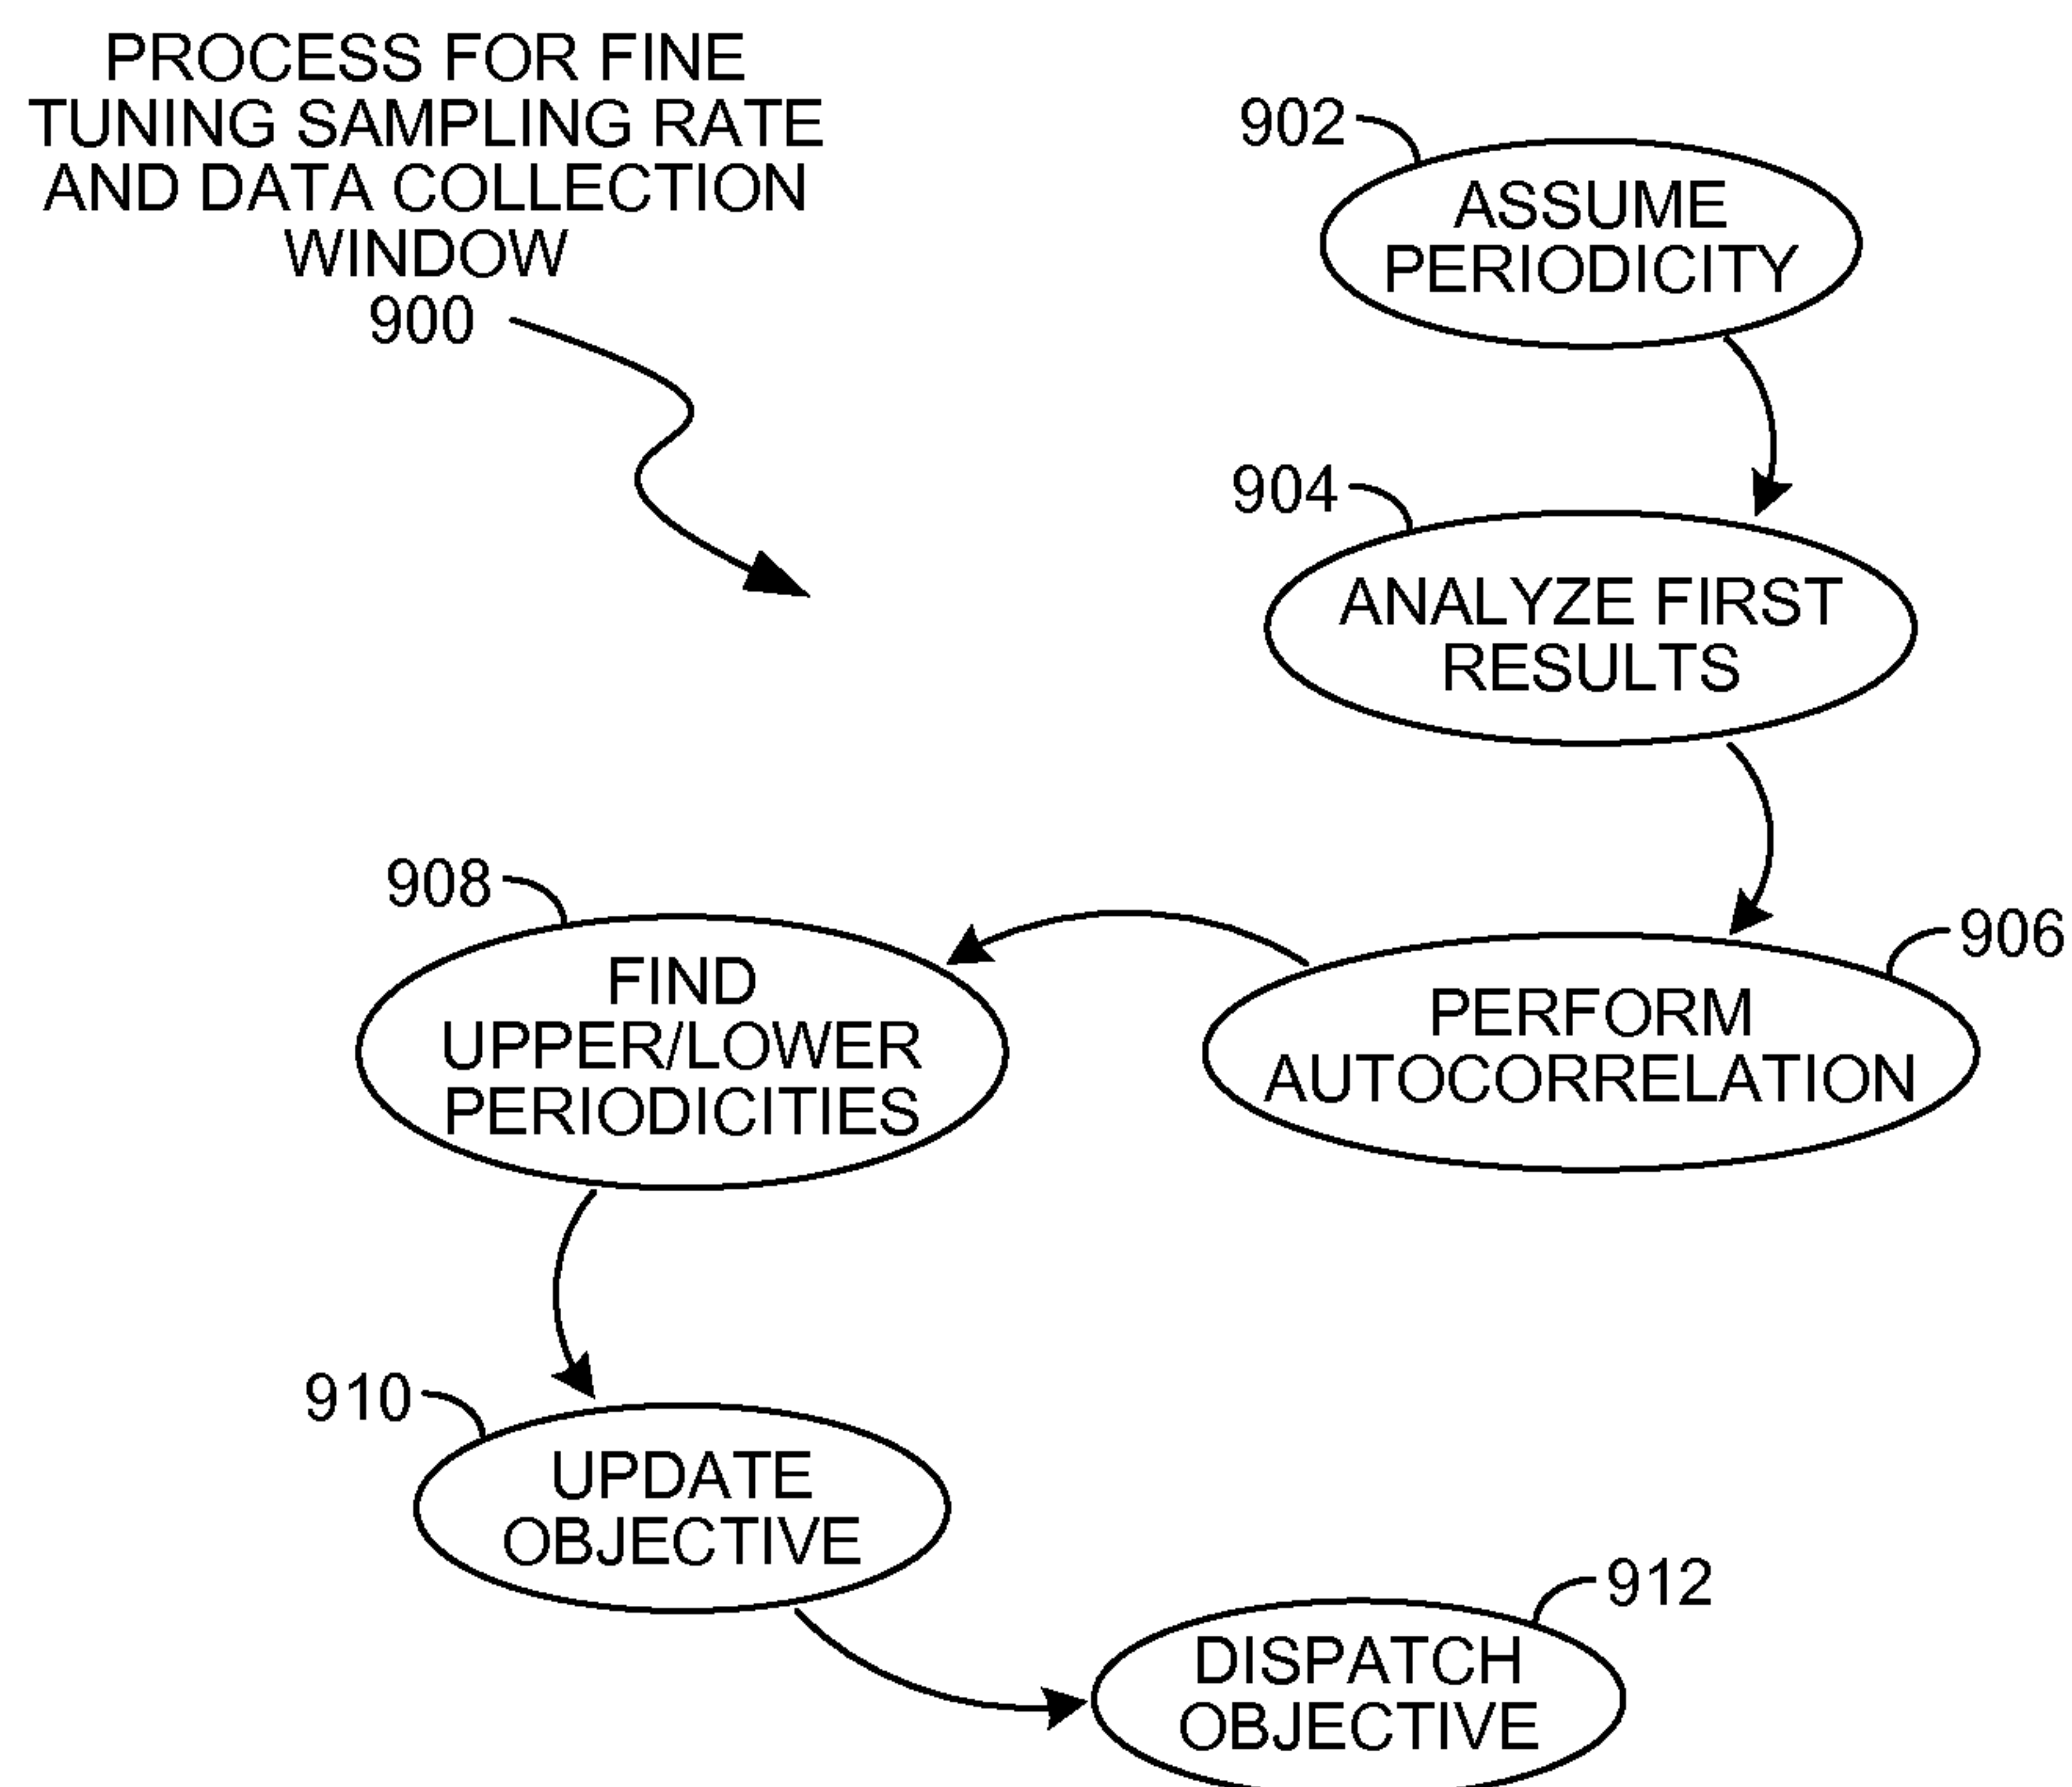 PROCESS FOR FINE
TUNING SAMPLING RATE
AND DATA COLLECTION
WINDOW
900
902
ASSUME
PERIODICITY
904
ANALYZE FIRST
RESULTS
906
PERFORM
AUTOCORRELATION
908
FIND
UPPER/LOWER
PERIODICITIES
910
UPDATE
OBJECTIVE
912
DISPATCH
OBJECTIVE